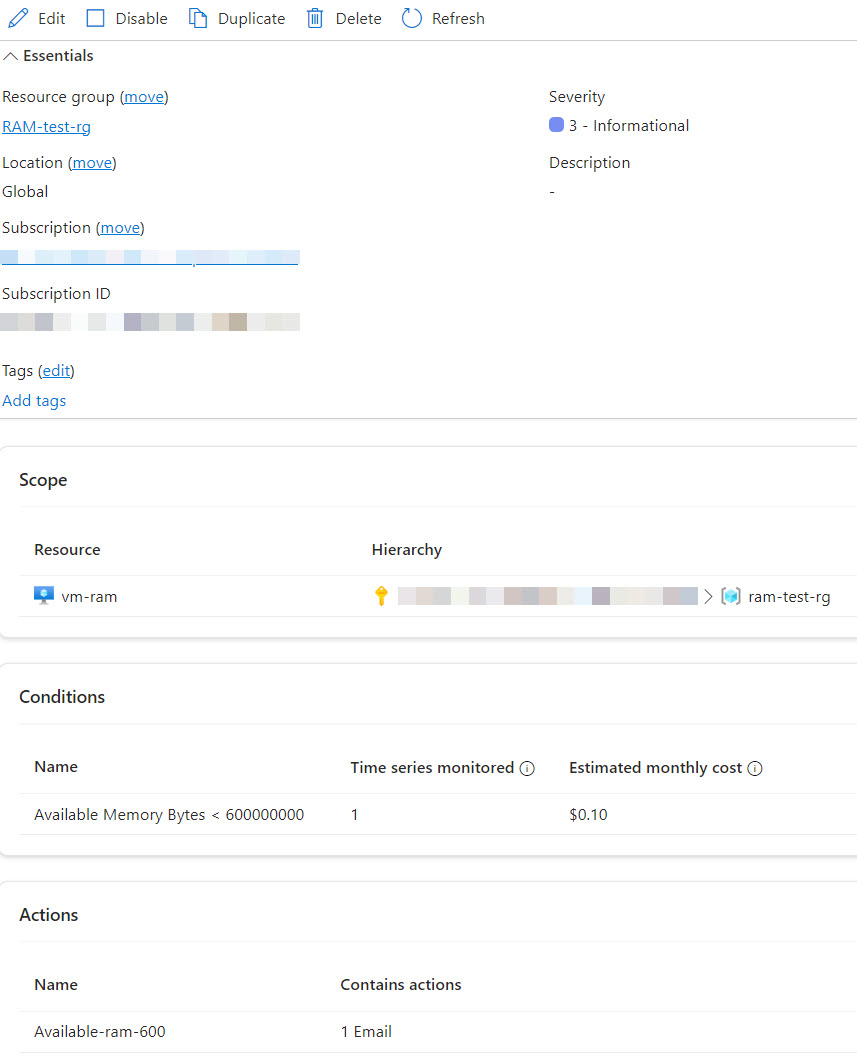 Edit Disable Duplicate Delete Refresh
Essentials
Resource group (move)
RAM-test-rg
Location (move)
Global
Subscription (move)
Subscription ID
Tags (edit)
Add tags
Severity
3 - Informational
Description
-
Scope
Resource Hierarchy
vm-ram > ram-test-rg
Conditions
Name Time series monitored Estimated monthly cost
Available Memory Bytes < 600000000 1 $0.10
Actions
Name Contains actions
Available-ram-600 1 Email